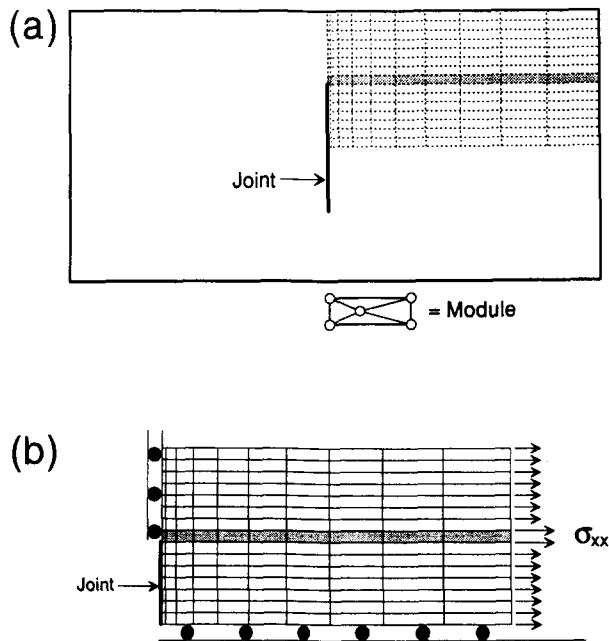 (a)
Joint
= Module
(b)
σxx
Joint